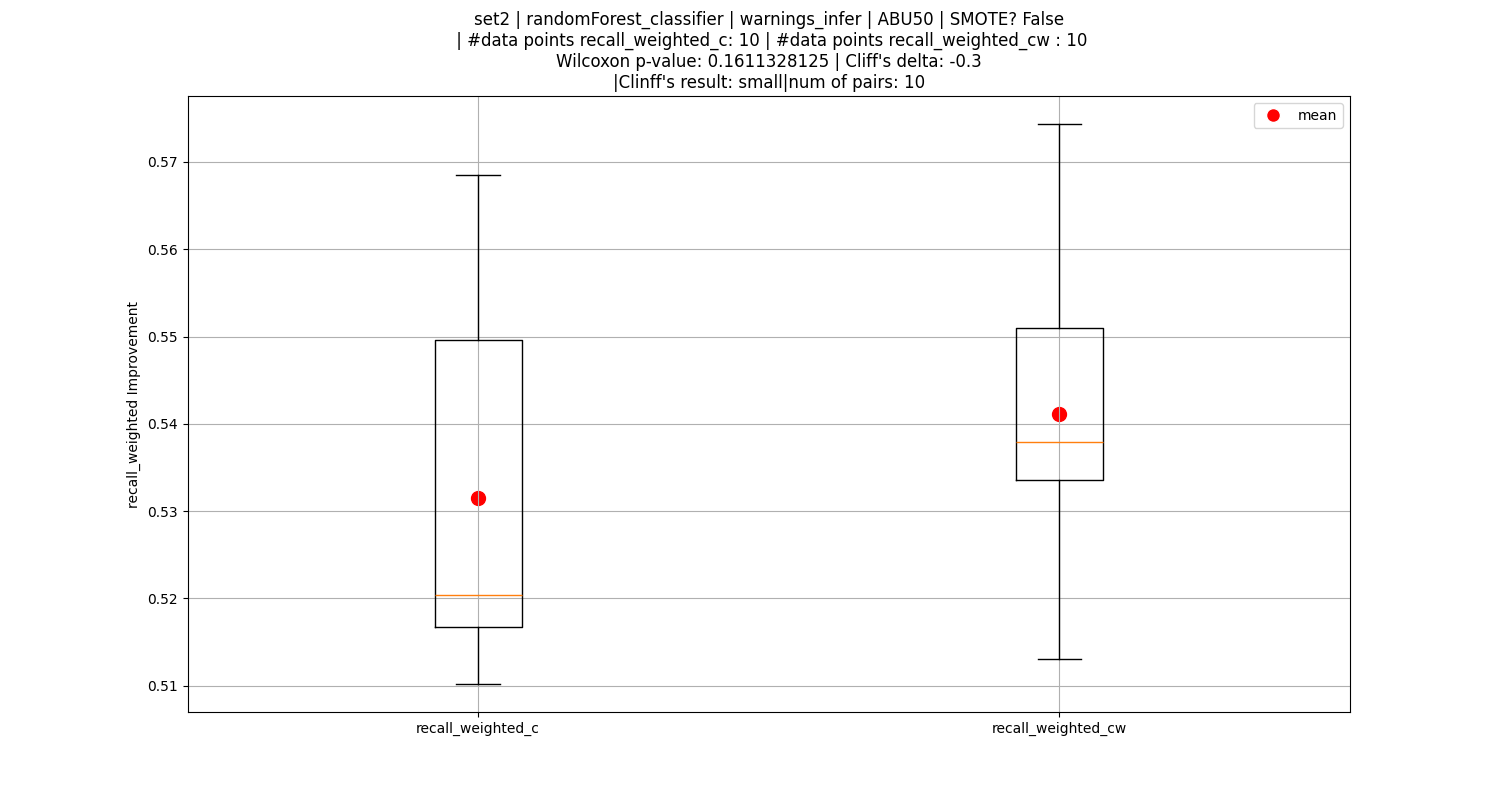 set2 | randomForest_classifier | warnings_infer | ABU50 | SMOTE? False
| #data points recall_weighted_c: 10 | #data points recall_weighted_cw : 10
Wilcoxon p-value: 0.1611328125 | Cliff's delta: -0.3
|Clinff's result: small|num of pairs: 10
mean
0.57
0.56
0.55
0.54
0.53
0.52
0.51
recall_weighted Improvement
recall_weighted_c
recall_weighted_cw